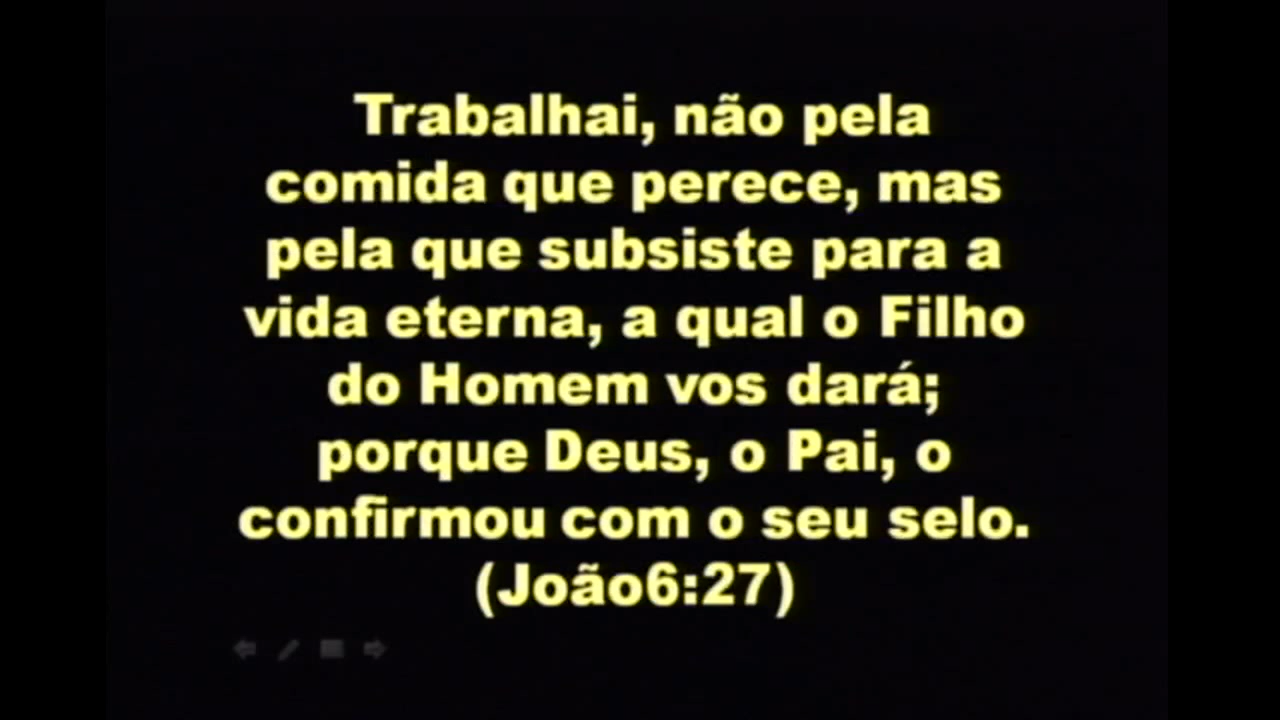 Trabalhai, não pela
comida que perece, mas
pela que subsiste para a
vida eterna, a qual o Filho
do Homem vos dará;
porque Deus, o Pai, o
confirmou com o seu selo.
(João6:27)